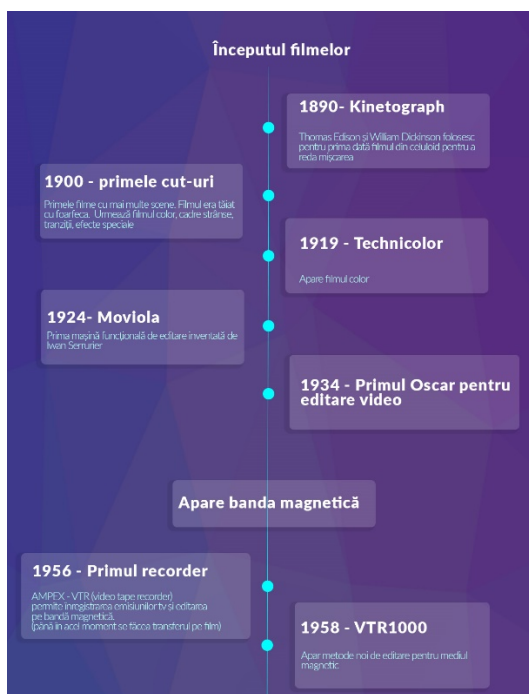 Începutul filmelor
1890- Kinetograph
Thomas Edison și William Dickinson folosesc
pentru prima dată filmul din celuloid pentru a
reda mișcarea
1900 - primele cut-uri
Primele filme cu mai multe scene. Filmul era tăiat
cu foarfeca. Urmează filmul color, cadre strânse,
tranziții, efecte speciale
1919 - Technicolor
Apare filmul color
1924- Moviola
Prima mașină funcțională de editare inventată de
Iwan Serrurier
1934 - Primul Oscar pentru
editare video
Apare banda magnetică
1956 - Primul recorder
AMPEX - VTR (video tape recorder)
permite înregistrarea emisiunilor tv și editarea
pe bandă magnetică.
(până în acel moment se făcea transferul pe film)
1958 - VTR1000
Apar metode noi de editare pentru mediul
magnetic